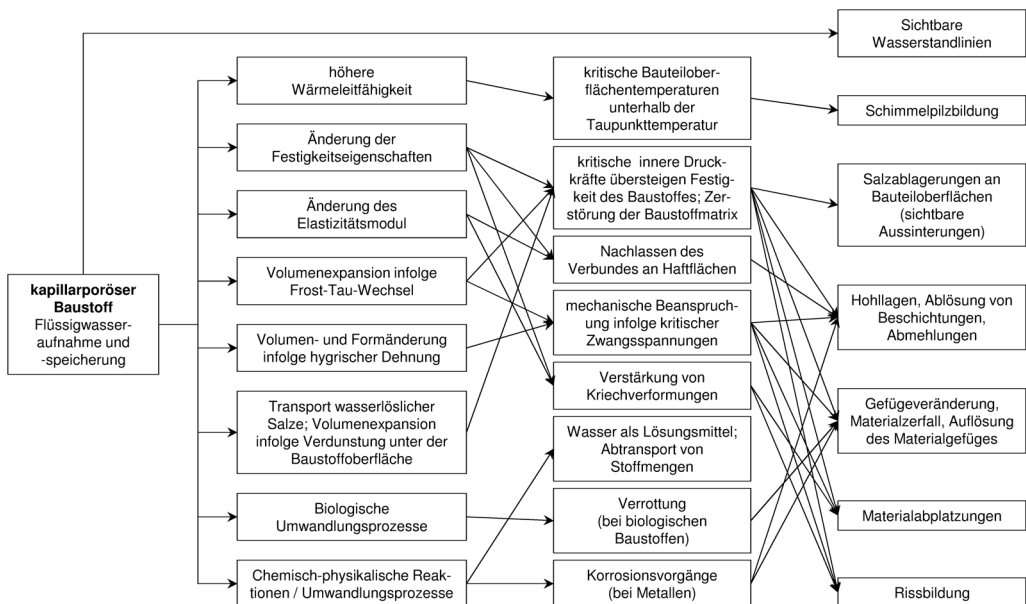 kapillarporöser
Baustoff
Flüssigwasser-
aufnahme und
-speicherung
höhere
Wärmeleitfähigkeit
Änderung der
Festigkeitseigenschaften
Änderung des
Elastizitätsmodul
Volumenexpansion infolge
Frost-Tau-Wechsel
Volumen- und Formänderung
infolge hygrischer Dehnung
Transport wasserlöslicher
Salze; Volumenexpansion
infolge Verdunstung unter der
Baustoffoberfläche
Biologische
Umwandlungsprozesse
Chemisch-physikalische Reak-
tionen / Umwandlungsprozesse
kritische Bauteilober-
flächentemperaturen
unterhalb der
Taupunkttemperatur
kritische innere Druck-
kräfte übersteigen Festig-
keit des Baustoffes; Zer-
störung der Baustoffmatrix
Nachlassen des
Verbundes an Haftflächen
mechanische Beanspruch-
ung infolge kritischer
Zwangsspannungen
Verstärkung von
Kriechverformungen
Wasser als Lösungsmittel;
Abtransport von
Stoffmengen
Verrottung
(bei biologischen
Baustoffen)
Korrosionsvorgänge
(bei Metallen)
Sichtbare
Wasserstandlinien
Schimmelpilzbildung
Salzablagerungen an
Bauteiloberflächen
(sichtbare
Aussinterungen)
Hohllagen, Ablösung von
Beschichtungen,
Abmehlungen
Gefügeveränderung,
Materialzerfall, Auflösung
des Materialgefüges
Materialabplatzungen
Rissbildung